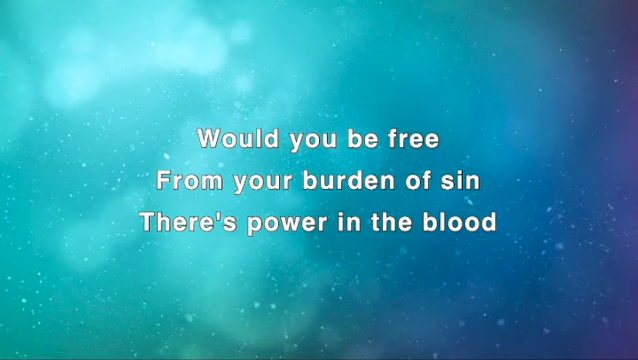 Would you be free
From your burden of sin
There's power in the blood